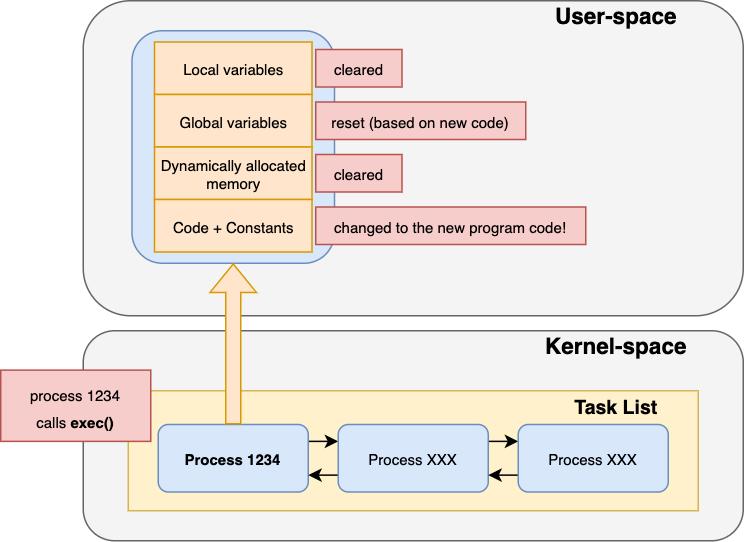 User-space
Local variables
cleared
Global variables
reset (based on new code)
Dynamically allocated
memory
cleared
Code + Constants
changed to the new program code!
Kernel-space
process 1234
calls exec()
Task List
Process 1234
Process XXX
Process XXX